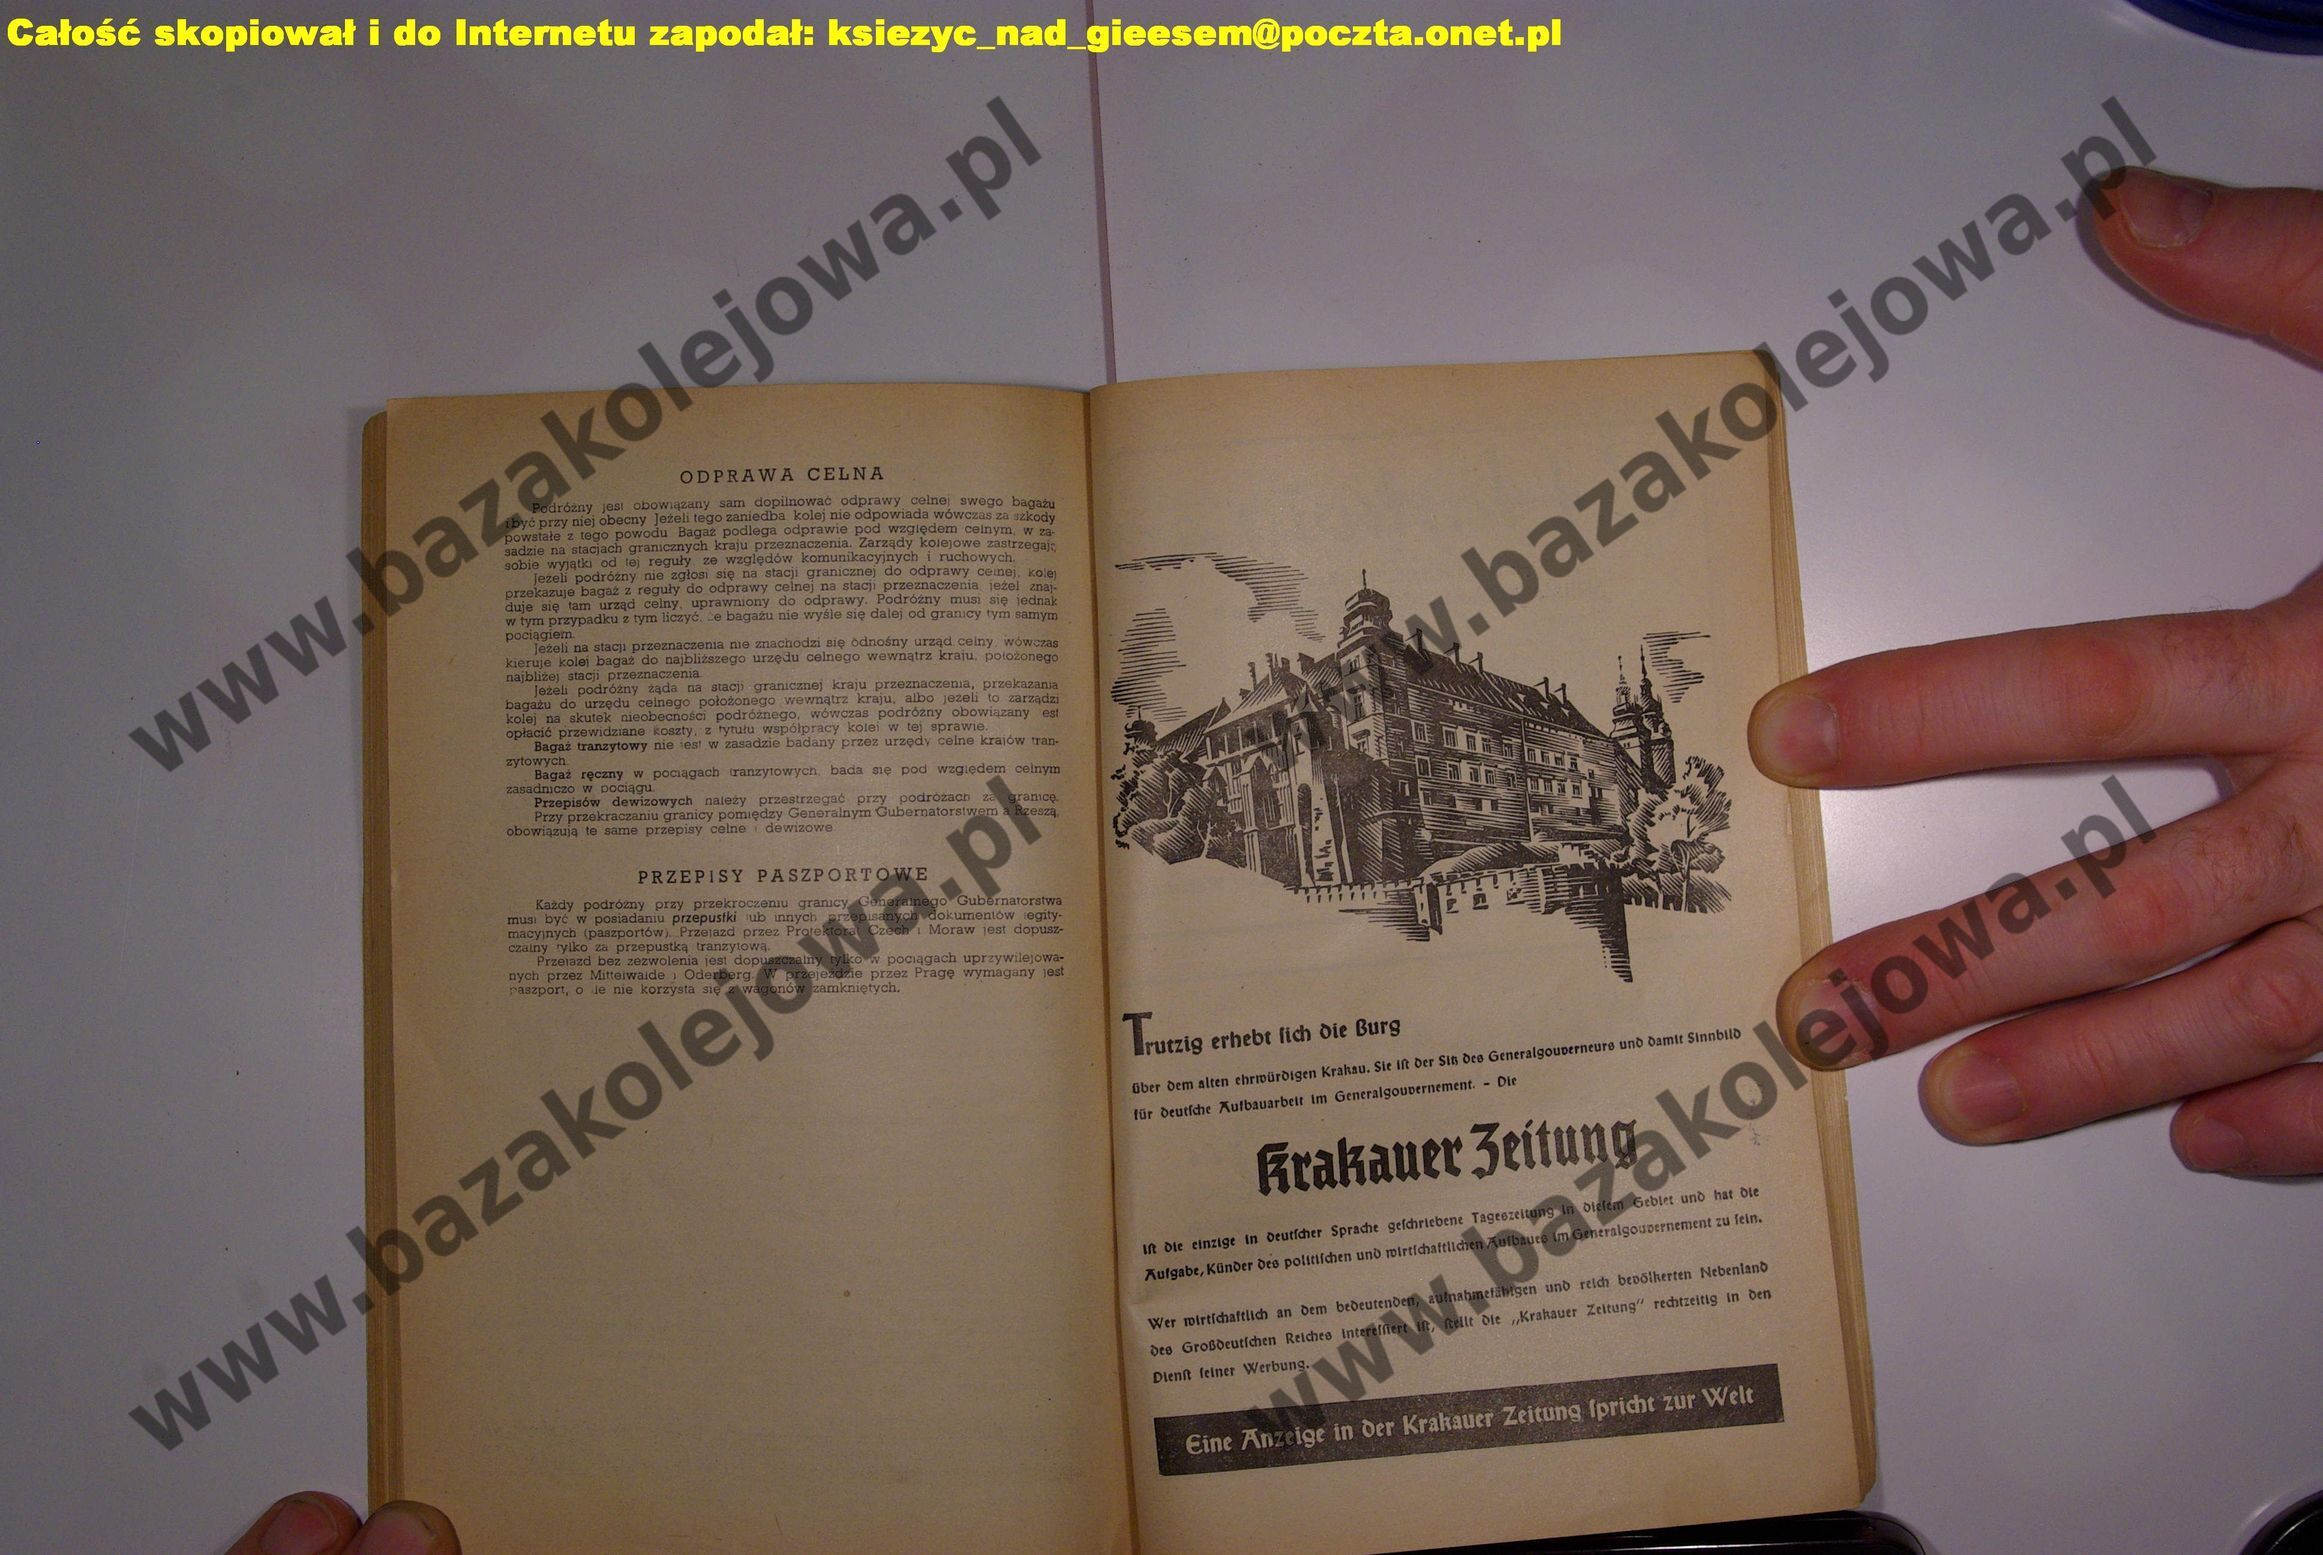 Całość skopiował i do Internetu zapodał: ksiezyc_nad_gieesem@poczta.onet.pl
www.bazakolejowa.pl
www.bazakolejowa.pl
www.bazakolejowa.pl
www.bazakolejowa.pl
ODPRAWA CELNA
Podróżny jest obowiązany sam dopilnować odprawy celnej swego bagażu
i być przy niej obecny Jeżeli tego zaniedba kolej nie odpowiada wówczas za szkody
powstałe z tego powodu Bagaż podlega odprawie pod względem celnym, w za-
sadzie na stacjach granicznych kraju przeznaczenia. Zarządy kolejowe zastrzegają
sobie wyjątki od tej reguły ze względów komunikacyjnych i ruchowych.
Jeżeli podróżny nie zgłosi się na stacji granicznej do odprawy celnej, kolej
przekazuje bagaż z reguły do odprawy celnej na stacji przeznaczenia, jeżel znaj-
duje się tam urząd celny, uprawniony do odprawy. Podróżny musi się jednak
w tym przypadku z tym liczyć, że bagażu nie wyśle się dalej od granicy tym samym
pociągiem.
Jeżeli na stacji przeznaczenia nie znachodzi się odnośny urząd celny, wówczas
kieruje kolej bagaż do najbliższego urzędu celnego wewnątrz kraju, położonego
najbliżej stacji przeznaczenia.
Jeżeli podróżny żąda na stacji granicznej kraju przeznaczenia, przekazania
bagażu do urzędu celnego położonego wewnątrz kraju, albo jeżeli to zarządzi
kolej na skutek nieobecności podróżnego, wówczas podróżny obowiązany est
opłacić przewidziane koszty, z tytułu współpracy kolei w tej sprawie.
Bagaż tranzytowy nie jest w zasadzie badany przez urzędy celne krajów tran-
zytowych.
Bagaż ręczny w pociągach tranzytowych, bada się pod względem celnym
zasadniczo w pociągu.
Przepisów dewizowych należy przestrzegać przy podróżach za granicę.
Przy przekraczaniu granicy pomiędzy Generalnym Gubernatorstwem a Rzeszą,
obowiązują te same przepisy celne i dewizowe
PRZEPISY PASZPORTOWE
Każdy podróżny przy przekroczeniu granicy Generalnego Gubernatorstwa
musi być w posiadaniu przepustki lub innych przepisanych dokumentów legity-
macyjnych (paszportów). Przejazd przez Protektorat Czech i Moraw jest dopusz-
czalny tylko za przepustką tranzytową.
Przejazd bez zezwolenia jest dopuszczalny tylko w pociągach uprzywilejowa-
nych przez Mittelwalde i Oderberg. W przejeździe przez Pragę wymagany jest
paszport, o ile nie korzysta się z wagonów zamkniętych.
Trutzig erhebt sich die Burg
über dem alten ehrwürdigen Krakau. Sie ist der Sitz des Generalgouverneurs und damit Sinnbild
für deutsche Aufbauarbeit im Generalgouvernement. – Die
Krakauer Zeitung
ist die einzige in deutscher Sprache geschriebene Tageszeitung in diesem Gebiet und hat die
Aufgabe, Künder des politischen und wirtschaftlichen Aufbaues im Generalgouvernement zu sein.
Wer wirtschaftlich an dem bedeutenden, aufnahmefähigen und reich bevölkerten Nebenland
des Großdeutschen Reiches interessiert ist, stellt die „Krakauer Zeitung“ rechtzeitig in den
Dienst seiner Werbung.
Eine Anzeige in der Krakauer Zeitung spricht zur Welt